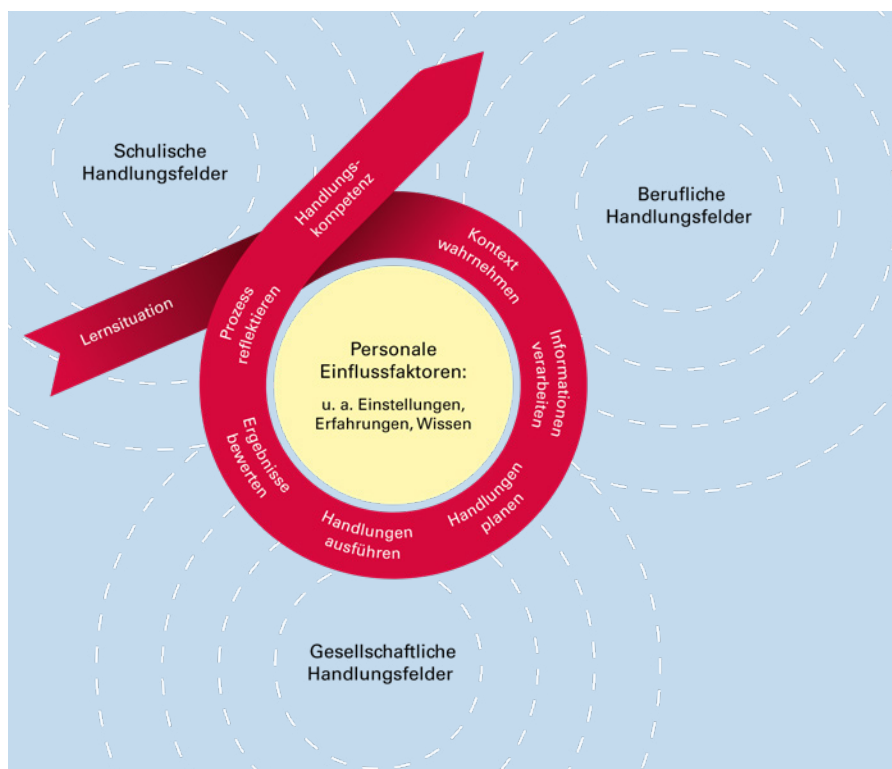 Schulische
Handlungsfelder
Berufliche
Handlungsfelder
Lernsituation
Kontext
wahrnehmen
Informationen
verarbeiten
Handlungen
planen
Handlungen
ausführen
Ergebnisse
bewerten
Prozess
reflektieren
Handlungs-
kompetenz
Personale
Einflussfaktoren:
u. a. Einstellungen,
Erfahrungen, Wissen
Gesellschaftliche
Handlungsfelder